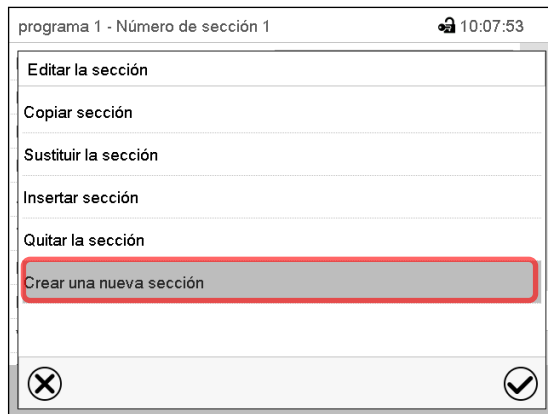 programa 1 - Número de sección 1 10:07:53
Editar la sección
Copiar sección
Sustituir la sección
Insertar sección
Quitar la sección
Crear una nueva sección